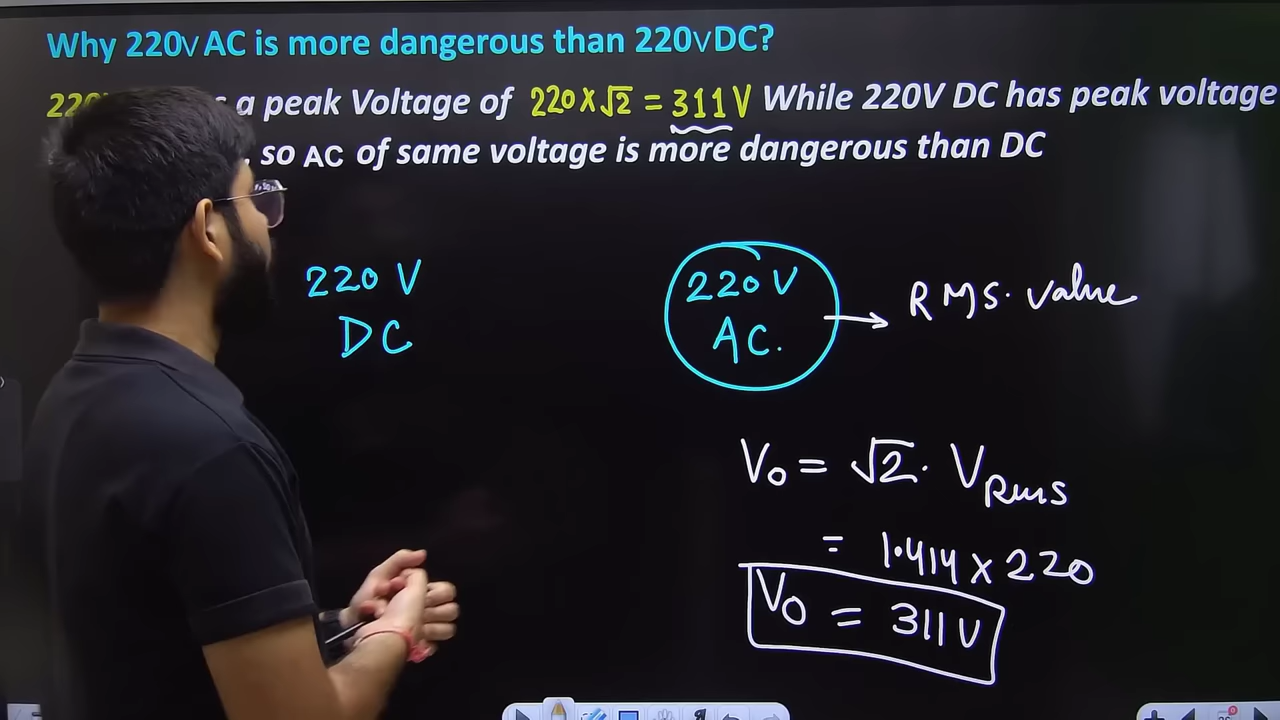 Why 220v AC is more dangerous than 220v DC?
a peak Voltage of 220 X √2 = 311 V While 220V DC has peak voltage
, so AC of same voltage is more dangerous than DC
220 V
DC
220 V
AC.
RMS. value
V₀ = √2. V_RMS
= 1.414 x 220
V₀ = 311 V